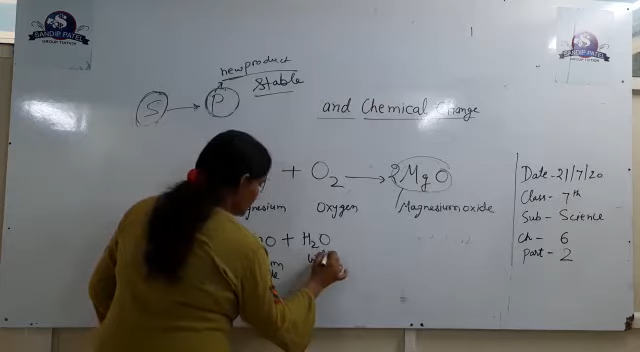 SANDIP PATEL
GROUP TUITION
SANDIP PATEL
GROUP TUITION
new product
Stable
S → P
and Chemical Change
+ O2 → 2MgO
Oxygen
Magnesium oxide
+ H2O
Date - 21/7/20
Class - 7th
Sub - Science
Ch - 6
Part - 2